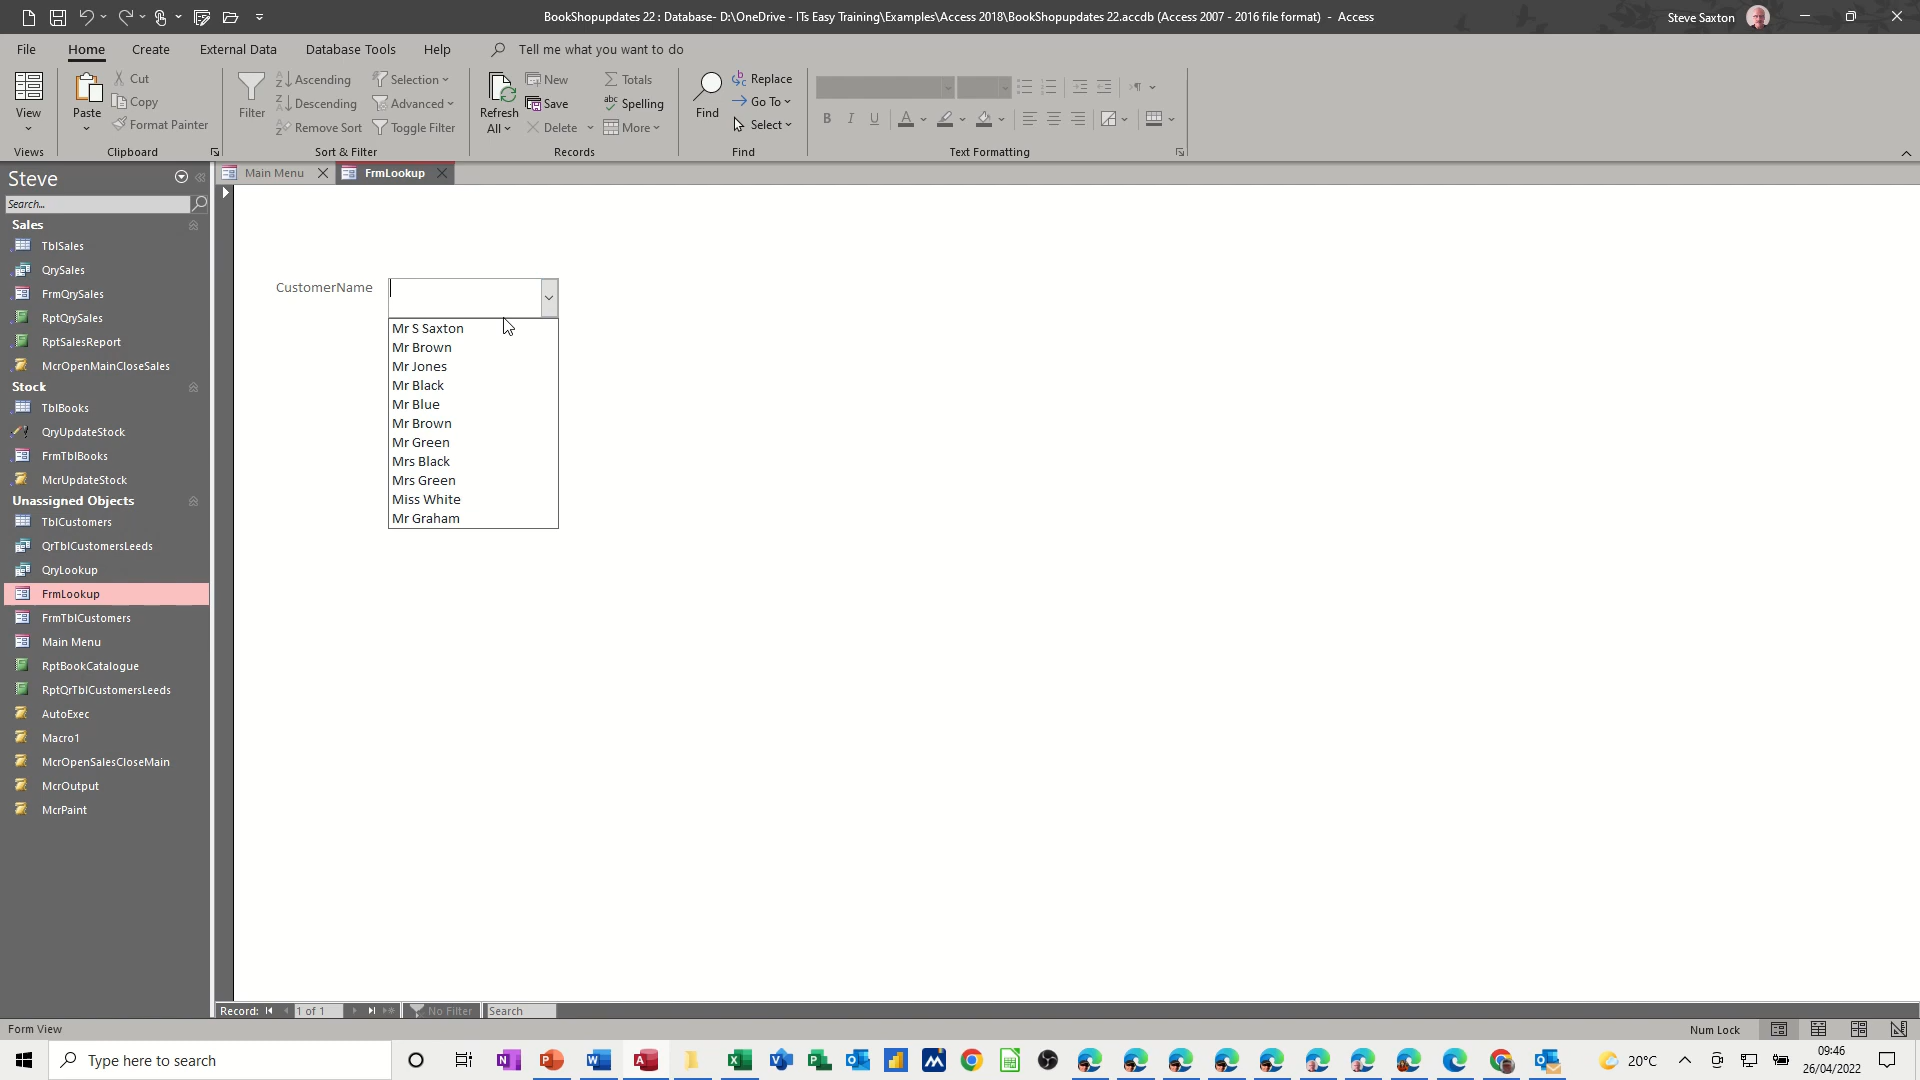 BookShopupdates 22 : Database- D:\OneDrive - ITs Easy Training\Examples\Access 2018\BookShopupdates 22.accdb (Access 2007 - 2016 file format)  -  Access
Steve Saxton
File
Home
Create
External Data
Database Tools
Help
Tell me what you want to do
View
Views
Paste
Cut
Copy
Format Painter
Clipboard
Filter
Ascending
Descending
Remove Sort
Selection
Advanced
Toggle Filter
Sort & Filter
Refresh
All
New
Save
Delete
Totals
Spelling
More
Records
Find
Replace
Go To
Select
Find
B
I
U
Text Formatting
Steve
Search...
Sales
TblSales
QrySales
FrmQrySales
RptQrySales
RptSalesReport
McrOpenMainCloseSales
Stock
TblBooks
QryUpdateStock
FrmTblBooks
McrUpdateStock
Unassigned Objects
TblCustomers
QrTblCustomersLeeds
QryLookup
FrmLookup
FrmTblCustomers
Main Menu
RptBookCatalogue
RptQrTblCustomersLeeds
AutoExec
Macro1
McrOpenSalesCloseMain
McrOutput
McrPaint
Main Menu
FrmLookup
CustomerName
Mr S Saxton
Mr Brown
Mr Jones
Mr Black
Mr Blue
Mr Brown
Mr Green
Mrs Black
Mrs Green
Miss White
Mr Graham
Record:
1 of 1
No Filter
Search
Form View
Num Lock
Type here to search
20°C
09:46
26/04/2022